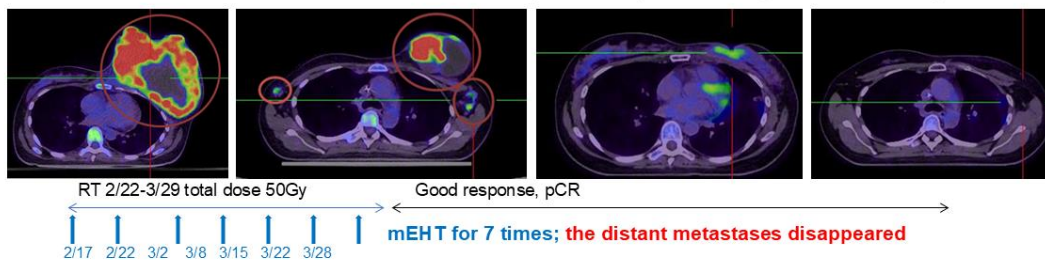 RT 2/22-3/29 total dose 50Gy
Good response, pCR
mEHT for 7 times; the distant metastases disappeared
2/17 2/22 3/2 3/8 3/15 3/22 3/28